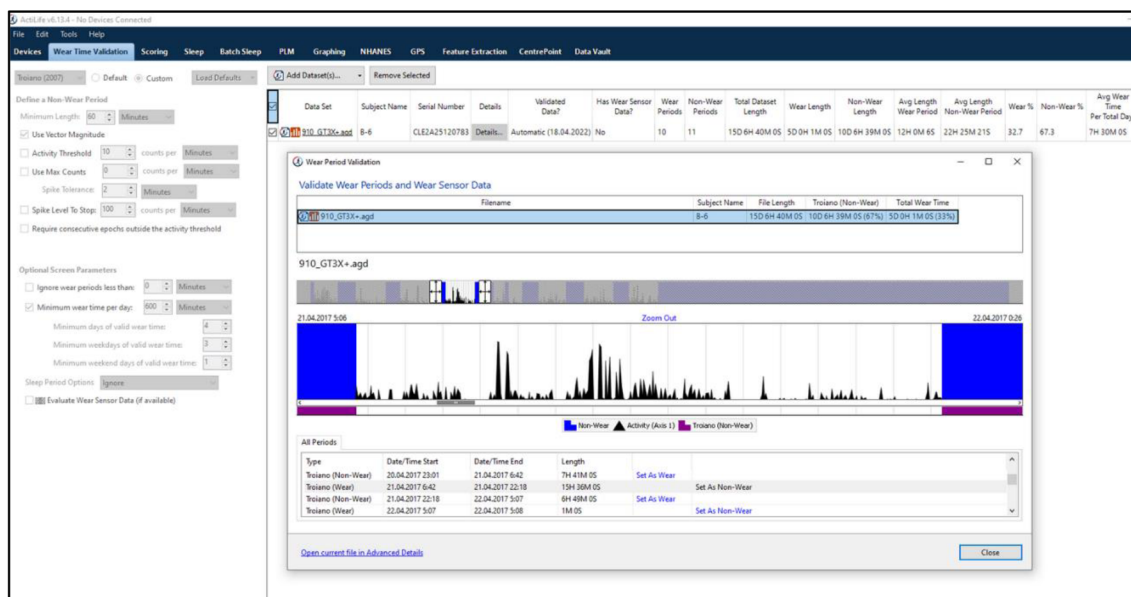 ActiLife v6.13.4 - No Devices Connected
File Edit Tools Help
Devices Wear Time Validation Scoring Sleep Batch Sleep PLM Graphing NHANES GPS Feature Extraction CentrePoint Data Vault
Troiano (2007) Default Custom Load Defaults
Add Dataset(s)... Remove Selected
Define a Non-Wear Period
Minimum Length: 60 Minutes
Use Vector Magnitude
Activity Threshold 10 counts per Minutes
Use Max Counts 0 counts per Minutes
Spike Tolerance: 2 Minutes
Spike Level To Stop: 100 counts per Minutes
Require consecutive epochs outside the activity threshold
Optional Screen Parameters
Ignore wear periods less than: 0 Minutes
Minimum wear time per day: 600 Minutes
Minimum days of valid wear time: 4
Minimum weekdays of valid wear time: 3
Minimum weekend days of valid wear time: 1
Sleep Period Options Ignore
Evaluate Wear Sensor Data (if available)
Data Set Subject Name Serial Number Details Validated Data? Has Wear Sensor Data? Wear Periods Non-Wear Periods Total Dataset Length Wear Length Non-Wear Length Avg Length Wear Period Avg Length Non-Wear Period Wear % Non-Wear % Avg Wear Time Per Total Day
910_GT3X+.agd B-6 CLE2A25120783 Details... Automatic (18.04.2022) No 10 11 15D 6H 40M 0S 5D 0H 1M 0S 10D 6H 39M 0S 12H 0M 6S 22H 25M 21S 32.7 67.3 7H 30M 0S
Wear Period Validation
Validate Wear Periods and Wear Sensor Data
Filename Subject Name File Length Troiano (Non-Wear) Total Wear Time
910_GT3X+.agd B-6 15D 6H 40M 0S 10D 6H 39M 0S (67%) 5D 0H 1M 0S (33%)
910_GT3X+.agd
21.04.2017 5:06 Zoom Out 22.04.2017 0:26
Non-Wear Activity (Axis 1) Troiano (Non-Wear)
All Periods
Type Date/Time Start Date/Time End Length
Troiano (Non-Wear) 20.04.2017 23:01 21.04.2017 6:42 7H 41M 0S Set As Wear
Troiano (Wear) 21.04.2017 6:42 21.04.2017 22:18 15H 36M 0S Set As Non-Wear
Troiano (Non-Wear) 21.04.2017 22:18 22.04.2017 5:07 6H 49M 0S Set As Wear
Troiano (Wear) 22.04.2017 5:07 22.04.2017 5:08 1M 0S Set As Non-Wear
Open current file in Advanced Details Close